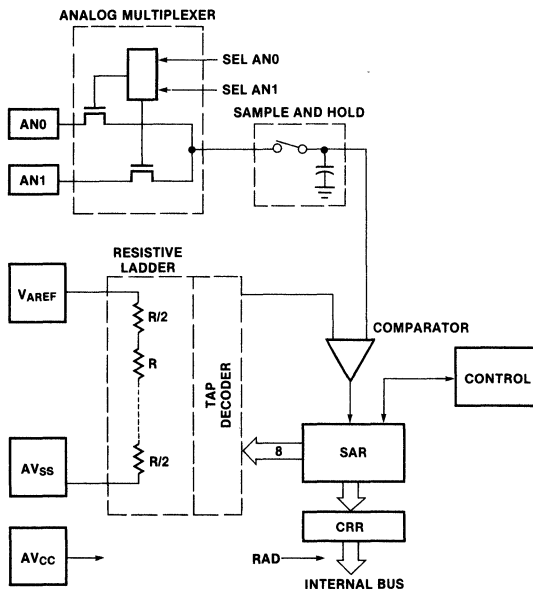 ANALOG MULTIPLEXER
SEL AN0
SEL AN1
AN0
AN1
SAMPLE AND HOLD
RESISTIVE
LADDER
VAREF
R/2
R
R/2
TAP
DECODER
COMPARATOR
CONTROL
SAR
8
AVSS
CRR
AVCC
RAD
INTERNAL BUS